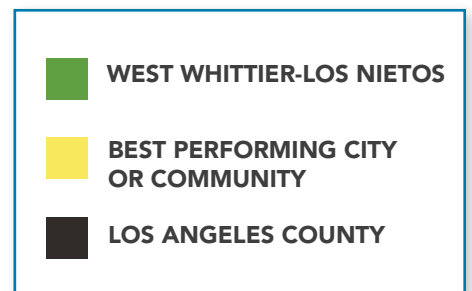 WEST WHITTIER-LOS NIETOS
BEST PERFORMING CITY
OR COMMUNITY
LOS ANGELES COUNTY